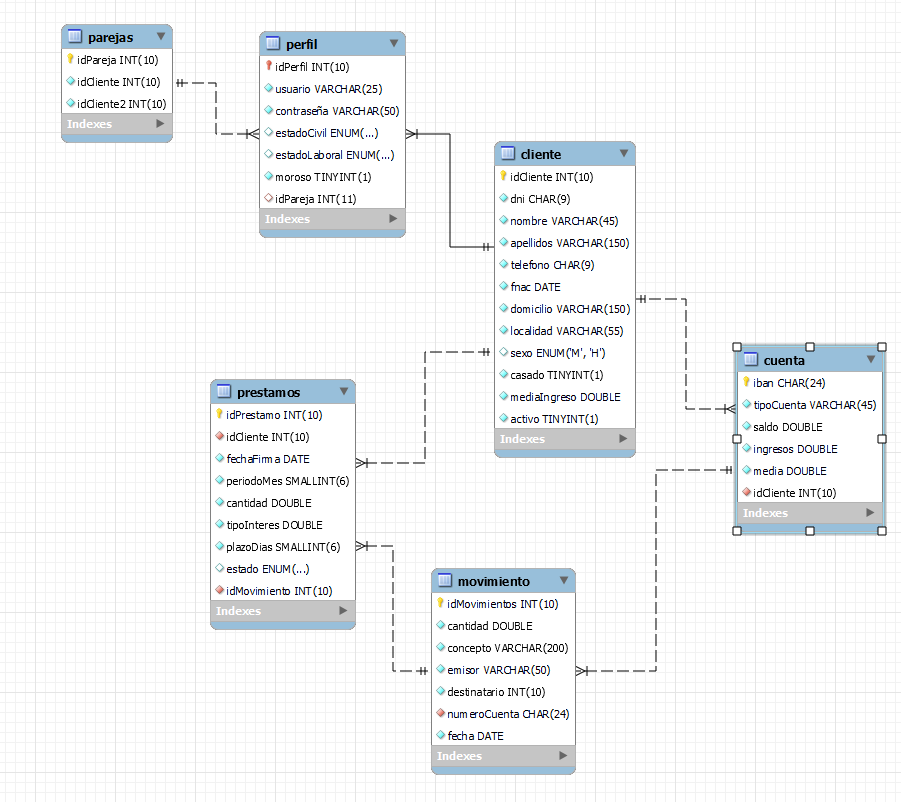 parejas
idPareja INT(10)
idCliente INT(10)
idCliente2 INT(10)
Indexes
perfil
idPerfil INT(10)
usuario VARCHAR(25)
contraseña VARCHAR(50)
estadoCivil ENUM(...)
estadoLaboral ENUM(...)
moroso TINYINT(1)
idPareja INT(11)
Indexes
cliente
idCliente INT(10)
dni CHAR(9)
nombre VARCHAR(45)
apellidos VARCHAR(150)
telefono CHAR(9)
fnac DATE
domicilio VARCHAR(150)
localidad VARCHAR(55)
sexo ENUM('M', 'H')
casado TINYINT(1)
mediaIngreso DOUBLE
activo TINYINT(1)
Indexes
cuenta
iban CHAR(24)
tipoCuenta VARCHAR(45)
saldo DOUBLE
ingresos DOUBLE
media DOUBLE
idCliente INT(10)
Indexes
prestamos
idPrestamo INT(10)
idCliente INT(10)
fechaFirma DATE
periodoMes SMALLINT(6)
cantidad DOUBLE
tipoInteres DOUBLE
plazoDias SMALLINT(6)
estado ENUM(...)
idMovimiento INT(10)
Indexes
movimiento
idMovimientos INT(10)
cantidad DOUBLE
concepto VARCHAR(200)
emisor VARCHAR(50)
destinatario INT(10)
numeroCuenta CHAR(24)
fecha DATE
Indexes